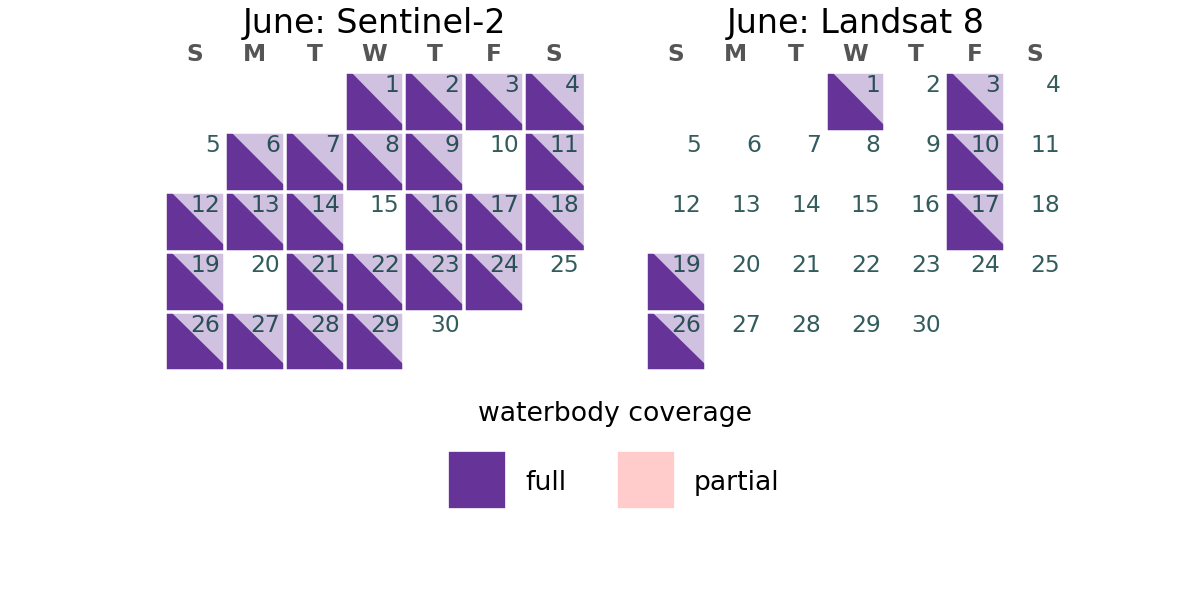 June: Sentinel-2
S M T W T F S
1 2 3 4
5 6 7 8 9 10 11
12 13 14 15 16 17 18
19 20 21 22 23 24 25
26 27 28 29 30
June: Landsat 8
S M T W T F S
1 2 3 4
5 6 7 8 9 10 11
12 13 14 15 16 17 18
19 20 21 22 23 24 25
26 27 28 29 30
waterbody coverage
full partial